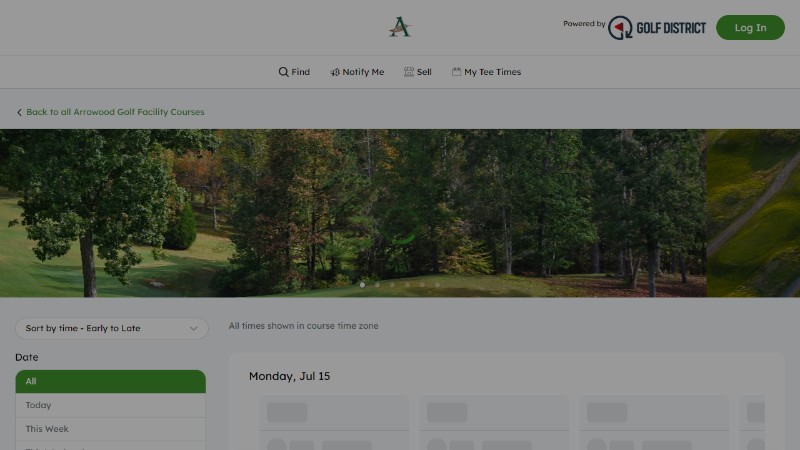 A
Powered by
GOLF DISTRICT
Log In
Find
Notify Me
Sell
My Tee Times
Back to all Arrowood Golf Facility Courses
Sort by time - Early to Late
All times shown in course time zone
Date
Monday, Jul 15
All
Today
This Week